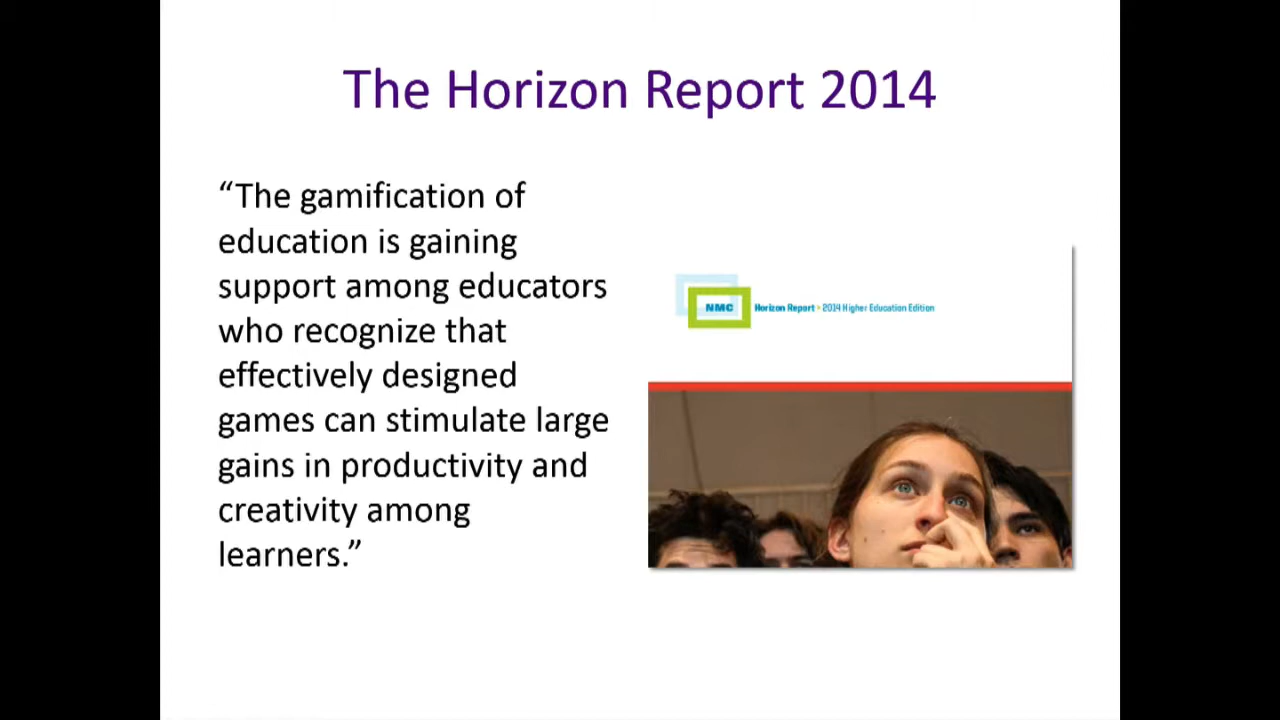 The Horizon Report 2014
“The gamification of
education is gaining
support among educators
who recognize that
effectively designed
games can stimulate large
gains in productivity and
creativity among
learners.”
NMC Horizon Report > 2014 Higher Education Edition